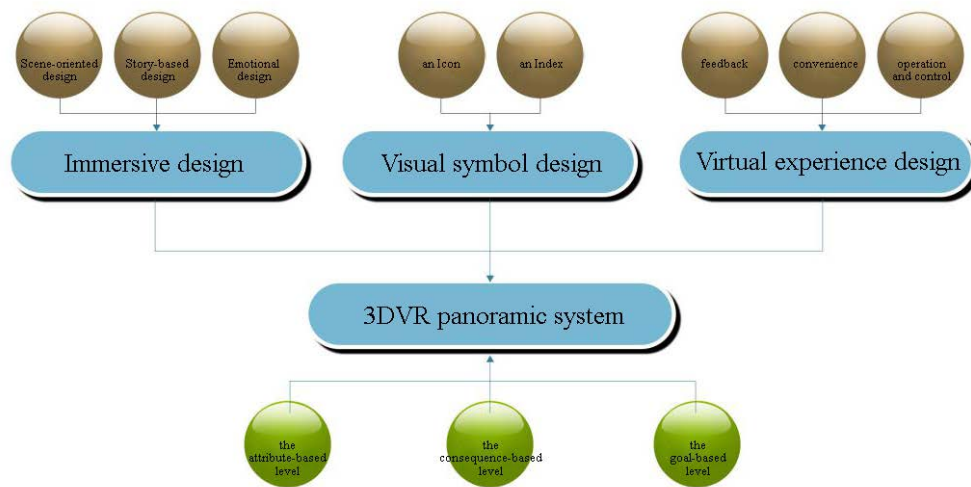 Scene-oriented
design
Story-based
design
Emotional
design
an Icon
an Index
feedback
convenience
operation
and control
Immersive design
Visual symbol design
Virtual experience design
3DVR panoramic system
the
attribute-based
level
the
consequence-based
level
the
goal-based
level